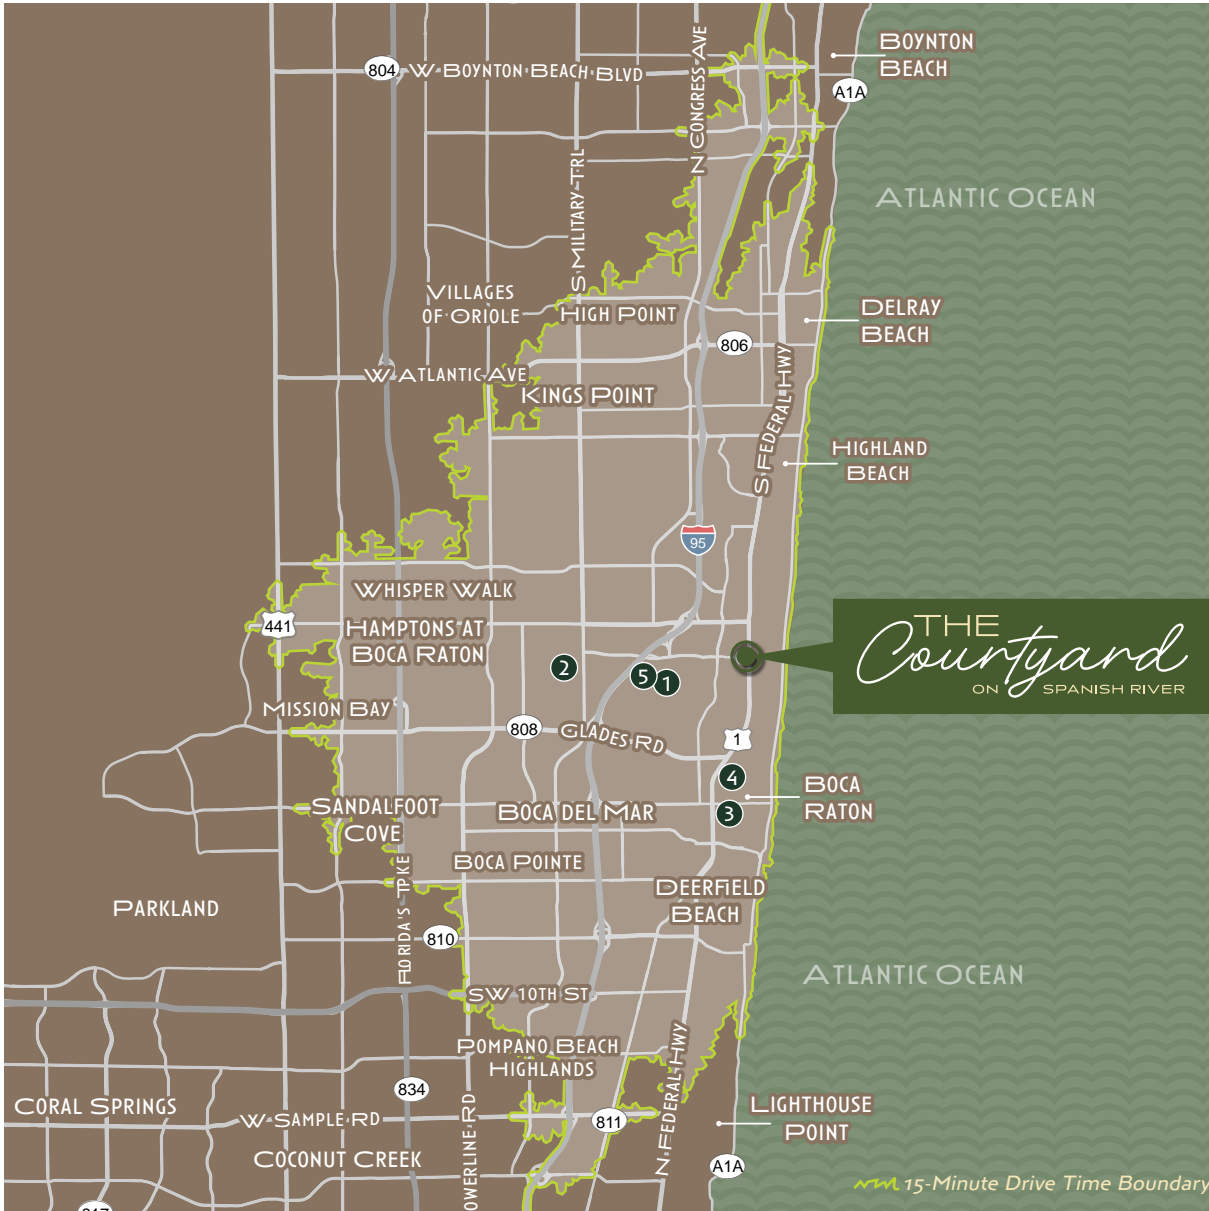 BOYNTON
BEACH
804
W BOYNTON BEACH BLVD
N CONGRESS AVE
A1A
ATLANTIC OCEAN
S MILITARY TRL
VILLAGES
OF ORIOLE
HIGH POINT
DELRAY
BEACH
806
W ATLANTIC AVE
KINGS POINT
S FEDERAL HWY
HIGHLAND
BEACH
95
WHISPER WALK
441
HAMPTONS AT
BOCA RATON
THE
Courtyard
ON SPANISH RIVER
2
5
1
MISSION BAY
808
GLADES RD
1
4
BOCA
RATON
SANDALFOOT
COVE
BOCA DEL MAR
3
BOCA POINTE
FLORIDA'S TPKE
DEERFIELD
BEACH
PARKLAND
810
ATLANTIC OCEAN
SW 10TH ST
POMPANO BEACH
HIGHLANDS
N FEDERAL HWY
834
CORAL SPRINGS
W SAMPLE RD
OWERLINE RD
811
LIGHTHOUSE
POINT
COCONUT CREEK
A1A
15-Minute Drive Time Boundary